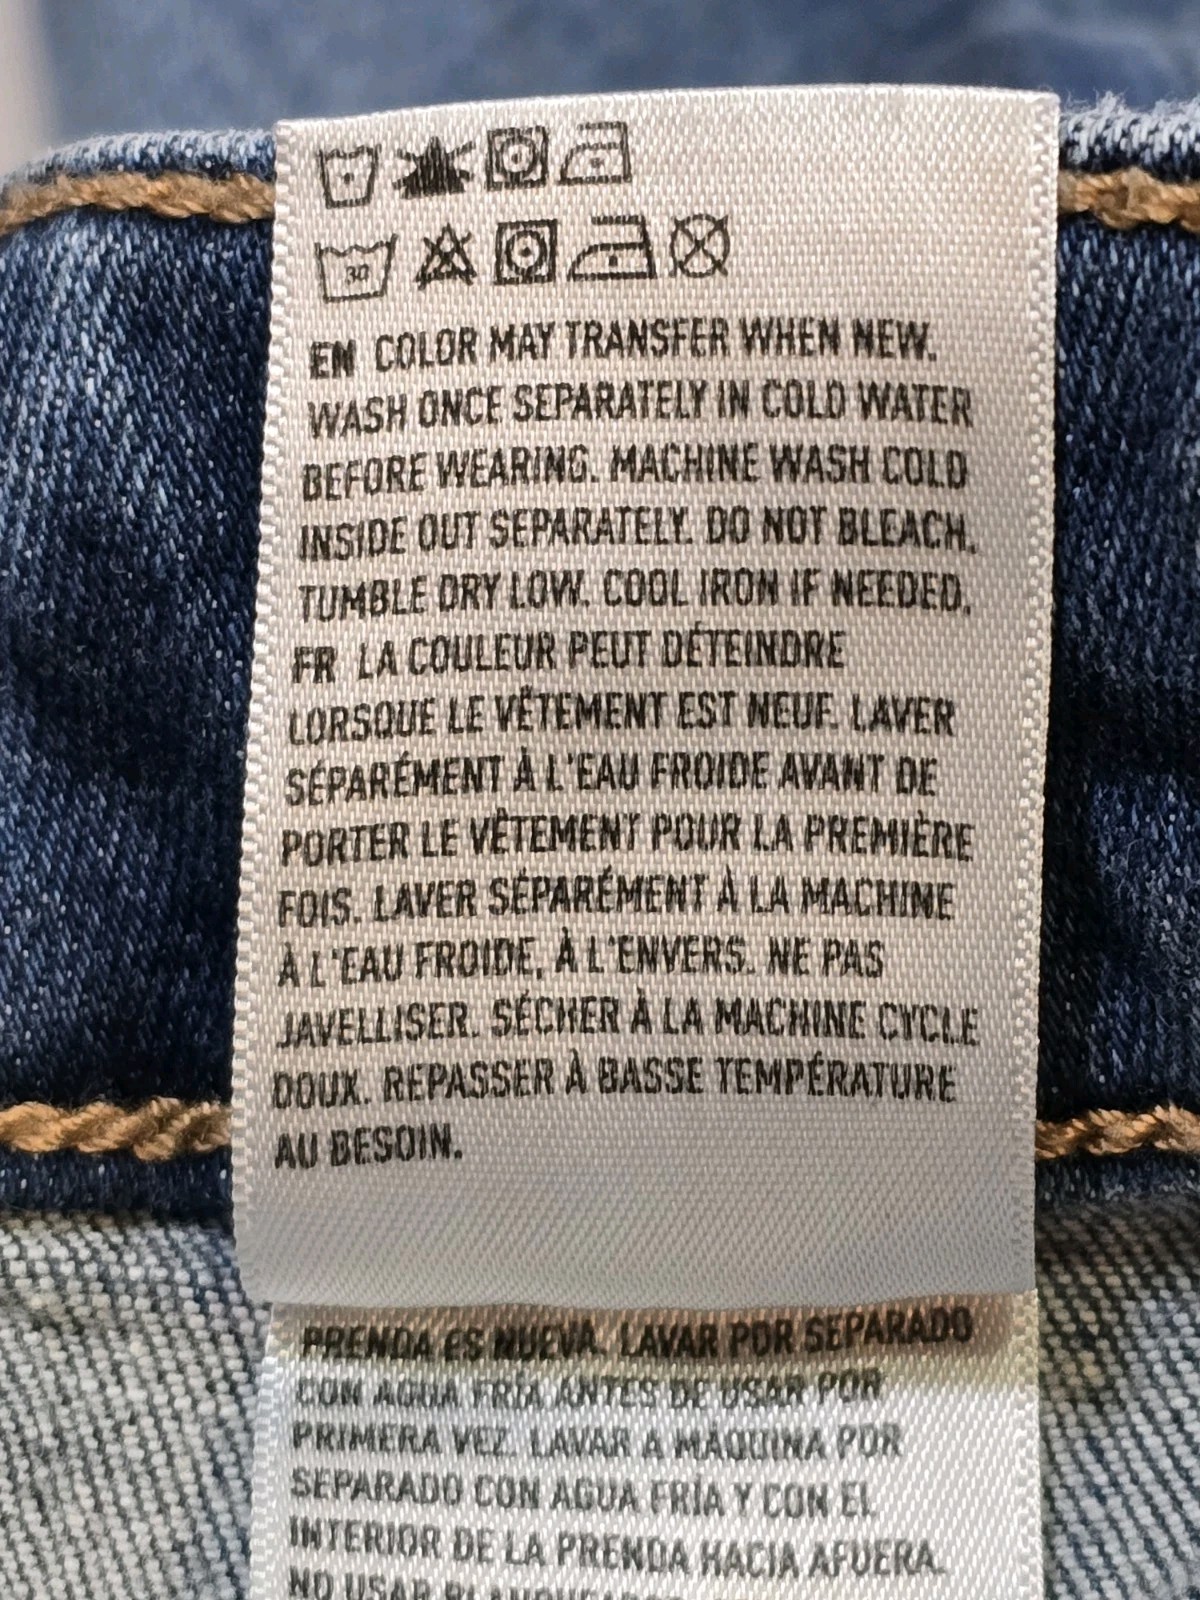 30
EN COLOR MAY TRANSFER WHEN NEW.
WASH ONCE SEPARATELY IN COLD WATER
BEFORE WEARING. MACHINE WASH COLD
INSIDE OUT SEPARATELY. DO NOT BLEACH.
TUMBLE DRY LOW. COOL IRON IF NEEDED.
FR LA COULEUR PEUT DÉTEINDRE
LORSQUE LE VÊTEMENT EST NEUF. LAVER
SÉPARÉMENT À L'EAU FROIDE AVANT DE
PORTER LE VÊTEMENT POUR LA PREMIÈRE
FOIS. LAVER SÉPARÉMENT À LA MACHINE
À L'EAU FROIDE, À L'ENVERS. NE PAS
JAVELLISER. SÉCHER À LA MACHINE CYCLE
DOUX. REPASSER À BASSE TEMPÉRATURE
AU BESOIN.
PRENDA ES NUEVA. LAVAR POR SEPARADO
CON AGUA FRÍA ANTES DE USAR POR
PRIMERA VEZ. LAVAR A MÁQUINA POR
SEPARADO CON AGUA FRÍA Y CON EL
INTERIOR DE LA PRENDA HACIA AFUERA.
NO USAR